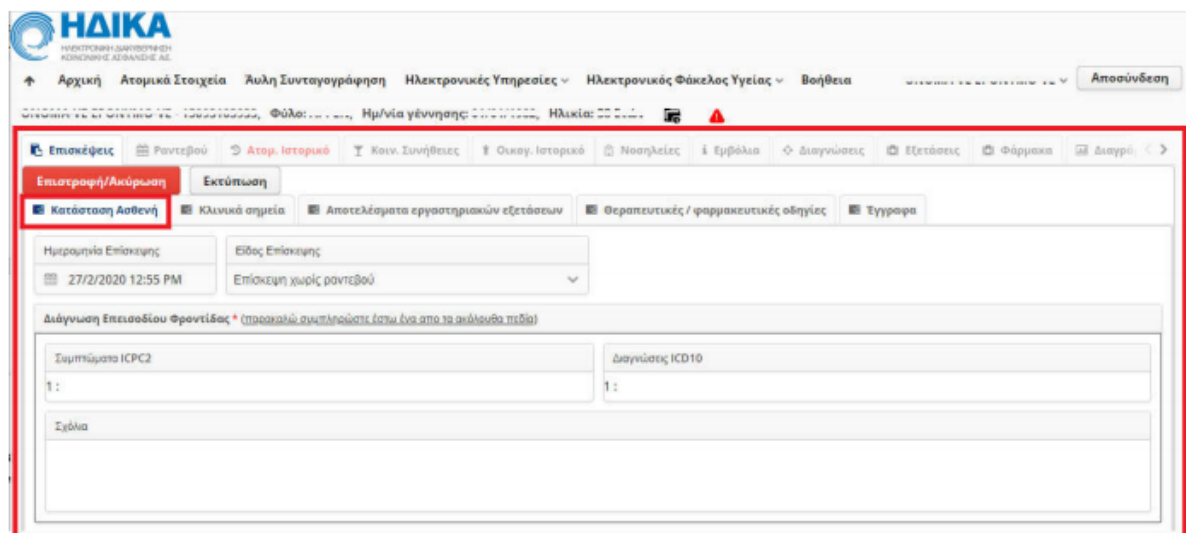 ΗΔΙΚΑ
ΗΛΕΚΤΡΟΝΙΚΗ ΔΙΑΚΥΒΕΡΝΗΣΗ
ΚΟΙΝΩΝΙΚΗΣ ΑΣΦΑΛΙΣΗΣ ΑΕ.
Αρχική Ατομικά Στοιχεία Άυλη Συνταγογράφηση Ηλεκτρονικές Υπηρεσίες Ηλεκτρονικός Φάκελος Υγείας Βοήθεια Αποσύνδεση
Φύλο: Ημ/νία γέννησης: Ηλικία:
Επισκέψεις Ραντεβού Ατομ. Ιστορικό Κοιν. Συνήθειες Οικογ. Ιστορικό Νοσηλείες Εμβόλια Διαγνώσεις Εξετάσεις Φάρμακα
Επιστροφή/Ακύρωση Εκτύπωση
Κατάσταση Ασθενή Κλινικά σημεία Αποτελέσματα εργαστηριακών εξετάσεων Θεραπευτικές / φαρμακευτικές οδηγίες Έγγραφα
Ημερομηνία Επίσκεψης Είδος Επίσκεψης
27/2/2020 12:55 PM Επίσκεψη χωρίς ραντεβού
Διάγνωση Επεισοδίου Φροντίδας * (παρακαλώ συμπληρώστε έστω ένα απο τα ακόλουθα πεδία)
Συμπτώματα ICPC2 Διαγνώσεις ICD10
1 : 1 :
Σχόλια